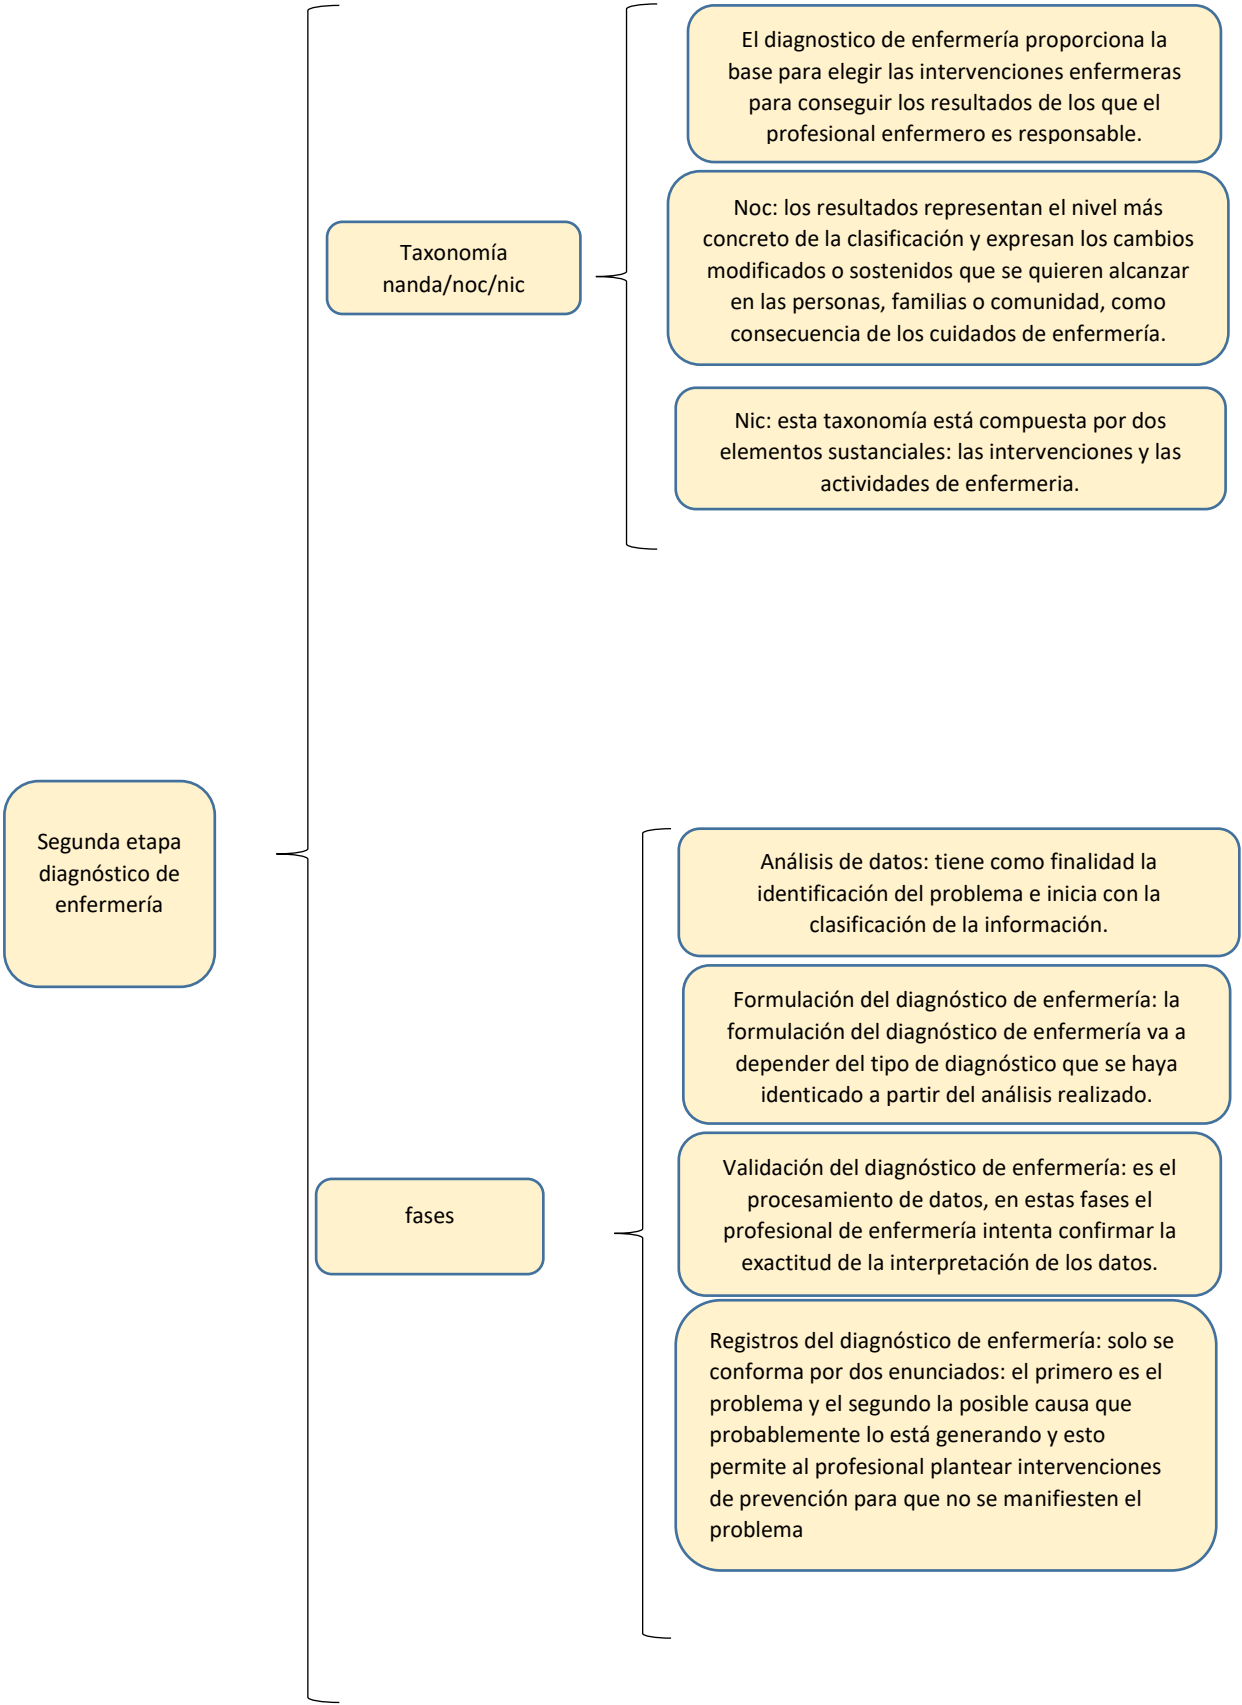 Segunda etapa
diagnóstico de
enfermería
Taxonomía
nanda/noc/nic
El diagnostico de enfermería proporciona la
base para elegir las intervenciones enfermeras
para conseguir los resultados de los que el
profesional enfermero es responsable.
Noc: los resultados representan el nivel más
concreto de la clasificación y expresan los cambios
modificados o sostenidos que se quieren alcanzar
en las personas, familias o comunidad, como
consecuencia de los cuidados de enfermería.
Nic: esta taxonomía está compuesta por dos
elementos sustanciales: las intervenciones y las
actividades de enfermeria.
fases
Análisis de datos: tiene como finalidad la
identificación del problema e inicia con la
clasificación de la información.
Formulación del diagnóstico de enfermería: la
formulación del diagnóstico de enfermería va a
depender del tipo de diagnóstico que se haya
identicado a partir del análisis realizado.
Validación del diagnóstico de enfermería: es el
procesamiento de datos, en estas fases el
profesional de enfermería intenta confirmar la
exactitud de la interpretación de los datos.
Registros del diagnóstico de enfermería: solo se
conforma por dos enunciados: el primero es el
problema y el segundo la posible causa que
probablemente lo está generando y esto
permite al profesional plantear intervenciones
de prevención para que no se manifiesten el
problema